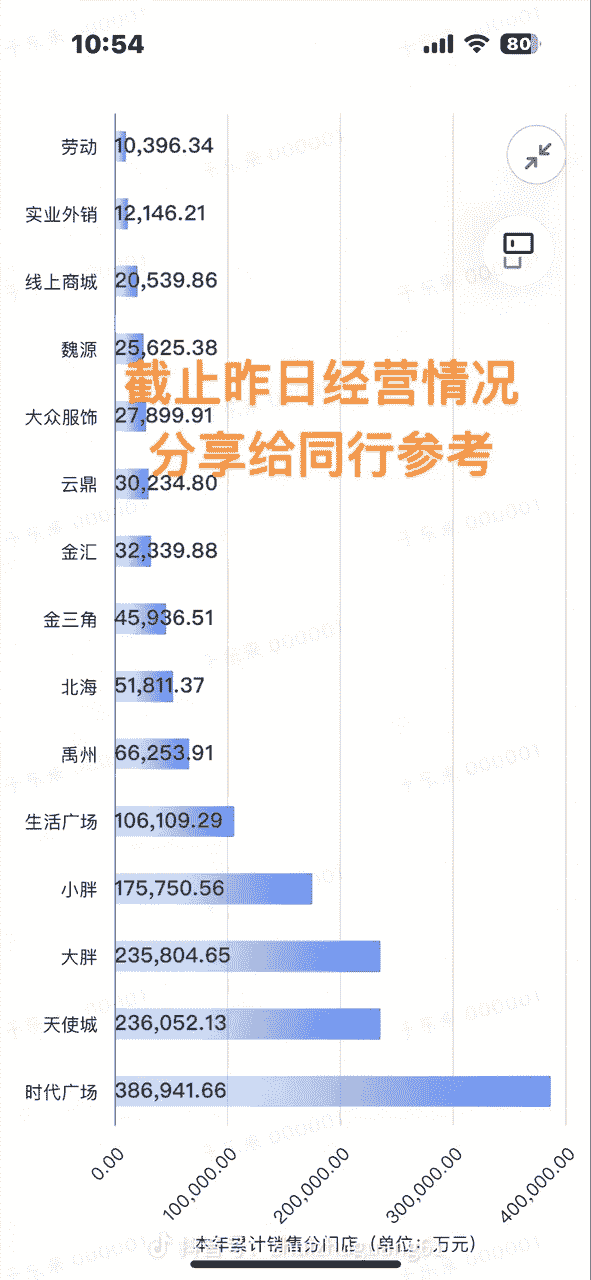 10:54
80
劳动 10,396.34
实业外销 12,146.21
线上商城 20,539.86
魏源 25,625.38
截止昨日经营情况
大众服饰 27,899.91
分享给同行参考
云鼎 30,234.80
金汇 32,339.88
金三角 45,936.51
北海 51,811.37
禹州 66,253.91
生活广场 106,109.29
小胖 175,750.56
大胖 235,804.65
天使城 236,052.13
时代广场 386,941.66
0.00 100,000.00 200,000.00 300,000.00 400,000.00
本年累计销售分门店（单位：万元）
于东来 000001